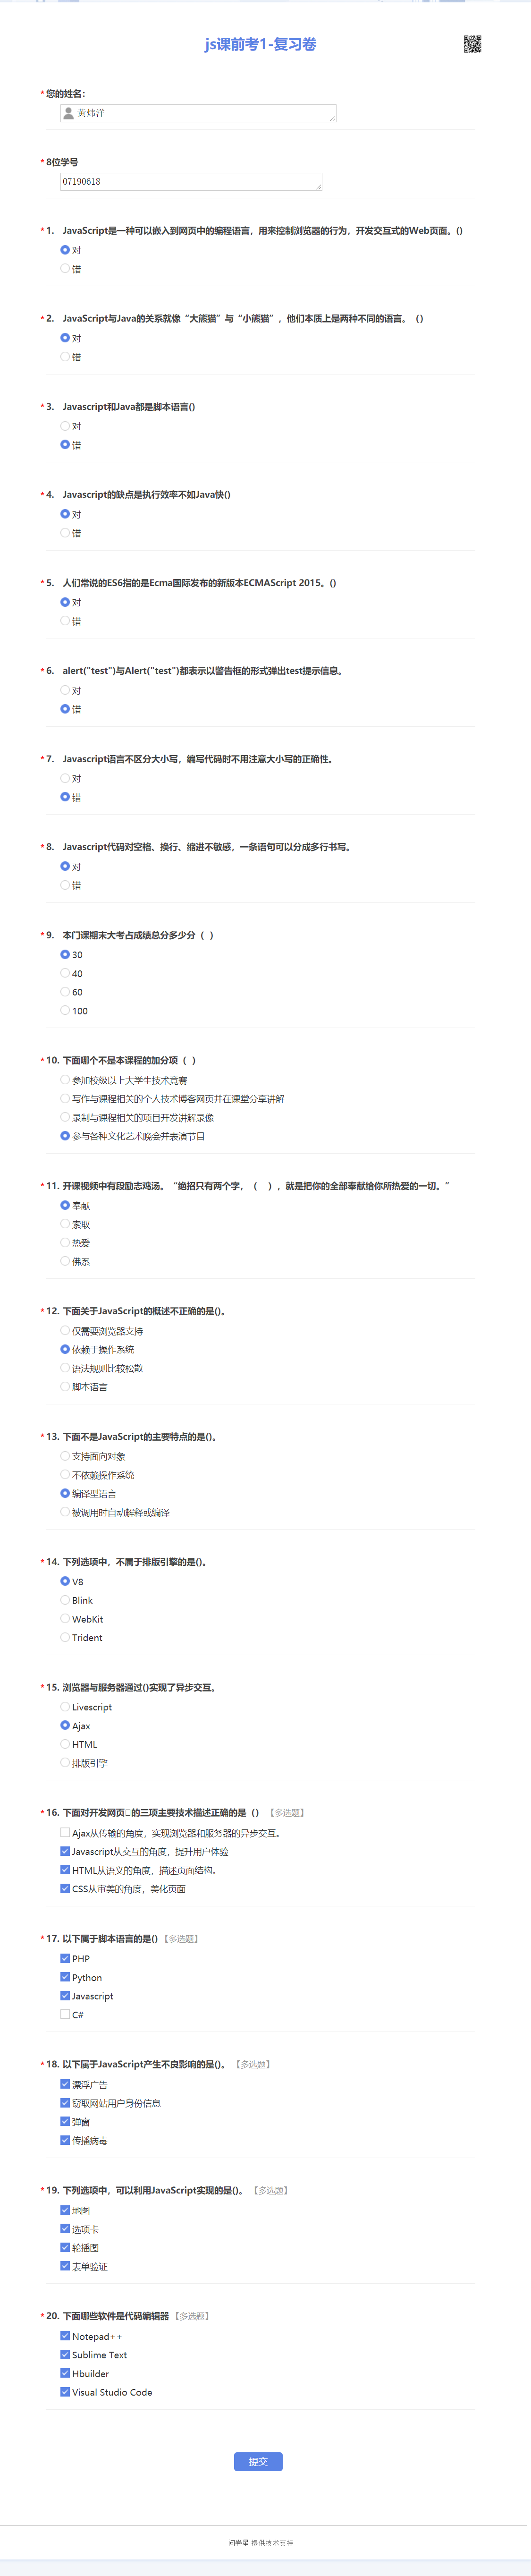 js课前考1-复习卷
*您的姓名：
黄炜洋
*8位学号
07190618
*1. JavaScript是一种可以嵌入到网页中的编程语言，用来控制浏览器的行为，开发交互式的Web页面。()
对
错
*2. JavaScript与Java的关系就像“大熊猫”与“小熊猫”，他们本质上是两种不同的语言。（）
对
错
*3. Javascript和Java都是脚本语言()
对
错
*4. Javascript的缺点是执行效率不如Java快()
对
错
*5. 人们常说的ES6指的是Ecma国际发布的新版本ECMAScript 2015。()
对
错
*6. alert("test")与Alert("test")都表示以警告框的形式弹出test提示信息。
对
错
*7. Javascript语言不区分大小写，编写代码时不用注意大小写的正确性。
对
错
*8. Javascript代码对空格、换行、缩进不敏感，一条语句可以分成多行书写。
对
错
*9. 本门课期末大考占成绩总分多少分（ ）
30
40
60
100
*10. 下面哪个不是本课程的加分项（ ）
参加校级以上大学生技术竞赛
写作与课程相关的个人技术博客网页并在课堂分享讲解
录制与课程相关的项目开发讲解录像
参与各种文化艺术晚会并表演节目
*11. 开课视频中有段励志鸡汤。“绝招只有两个字，（ ），就是把你的全部奉献给你所热爱的一切。”
奉献
索取
热爱
佛系
*12. 下面关于JavaScript的概述不正确的是()。
仅需要浏览器支持
依赖于操作系统
语法规则比较松散
脚本语言
*13. 下面不是JavaScript的主要特点的是()。
支持面向对象
不依赖操作系统
编译型语言
被调用时自动解释或编译
*14. 下列选项中，不属于排版引擎的是()。
V8
Blink
WebKit
Trident
*15. 浏览器与服务器通过()实现了异步交互。
Livescript
Ajax
HTML
排版引擎
*16. 下面对开发网页的三项主要技术描述正确的是（） 【多选题】
Ajax从传输的角度，实现浏览器和服务器的异步交互。
Javascript从交互的角度，提升用户体验
HTML从语义的角度，描述页面结构。
CSS从审美的角度，美化页面
*17. 以下属于脚本语言的是() 【多选题】
PHP
Python
Javascript
C#
*18. 以下属于JavaScript产生不良影响的是()。 【多选题】
漂浮广告
窃取网站用户身份信息
弹窗
传播病毒
*19. 下列选项中，可以利用JavaScript实现的是()。 【多选题】
地图
选项卡
轮播图
表单验证
*20. 下面哪些软件是代码编辑器 【多选题】
Notepad++
Sublime Text
Hbuilder
Visual Studio Code
提交
问卷星 提供技术支持